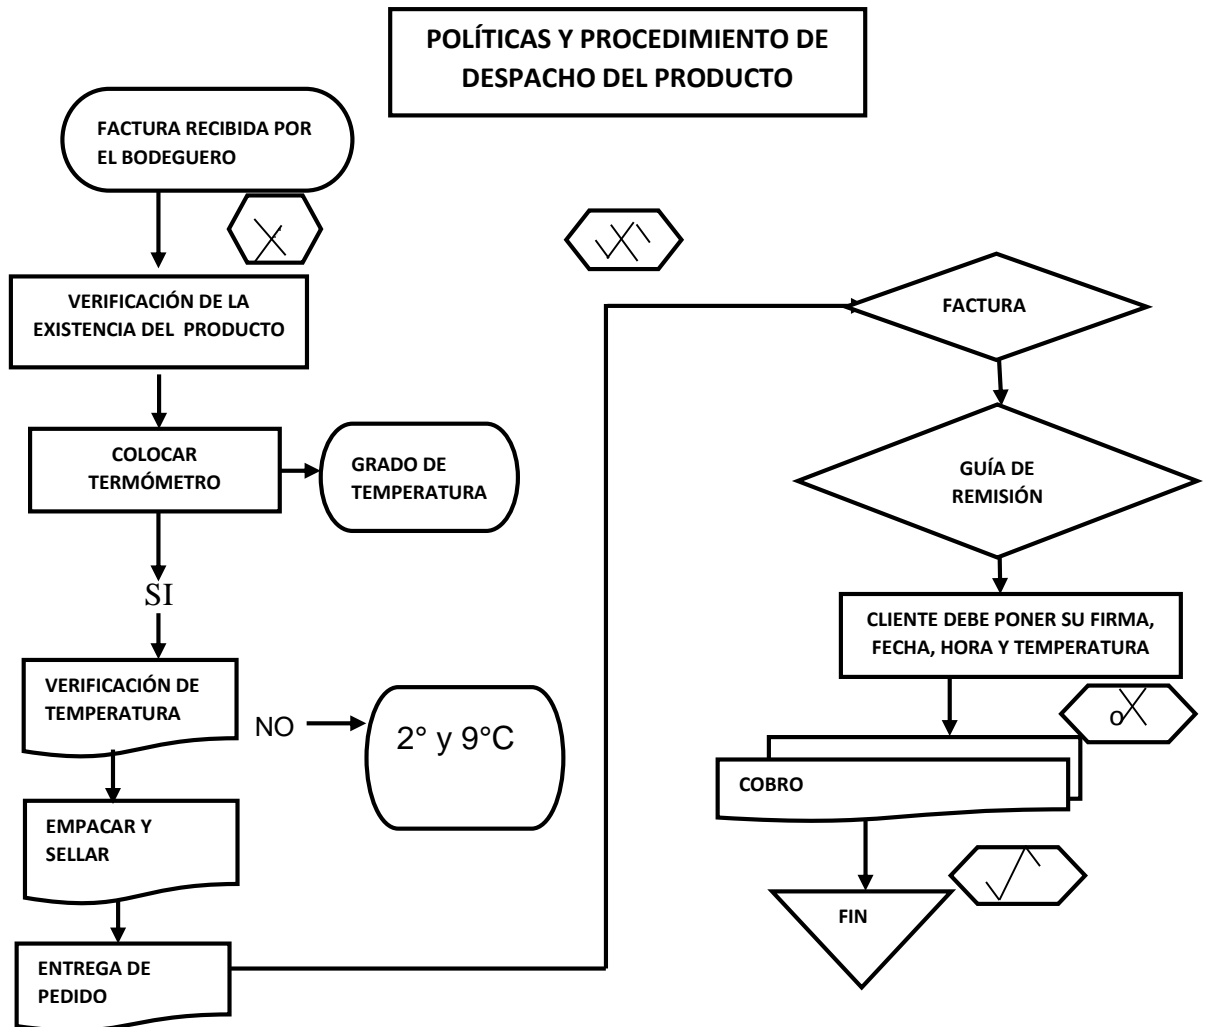 POLÍTICAS Y PROCEDIMIENTO DE
DESPACHO DEL PRODUCTO
FACTURA RECIBIDA POR
EL BODEGUERO
VERIFICACIÓN DE LA
EXISTENCIA DEL PRODUCTO
COLOCAR
TERMÓMETRO
GRADO DE
TEMPERATURA
SI
VERIFICACIÓN DE
TEMPERATURA
NO
2° y 9°C
EMPACAR Y
SELLAR
ENTREGA DE
PEDIDO
FACTURA
GUÍA DE
REMISIÓN
CLIENTE DEBE PONER SU FIRMA,
FECHA, HORA Y TEMPERATURA
COBRO
FIN